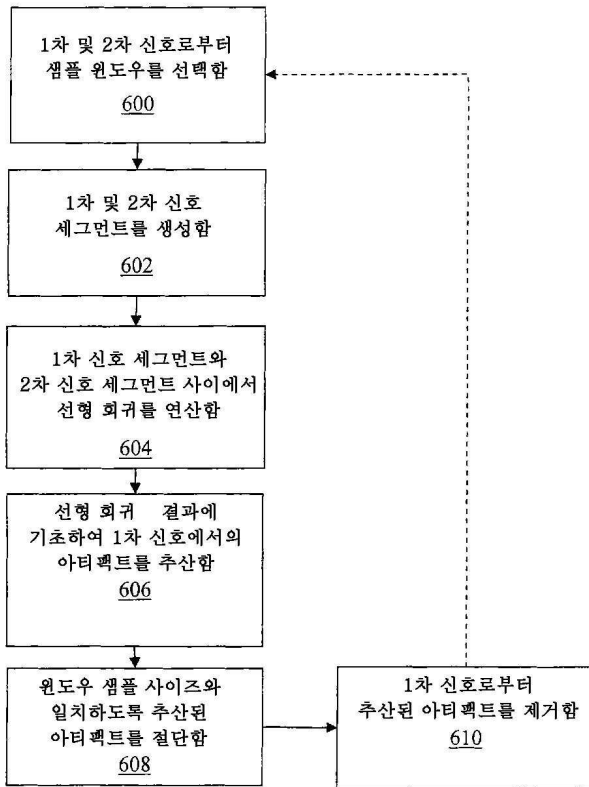 1차 및 2차 신호로부터
샘플 윈도우를 선택함
600
1차 및 2차 신호
세그먼트를 생성함
602
1차 신호 세그먼트와
2차 신호 세그먼트 사이에서
선형 회귀를 연산함
604
선형 회귀 결과에
기초하여 1차 신호에서의
아티팩트를 추산함
606
윈도우 샘플 사이즈와
일치하도록 추산된
아티팩트를 절단함
608
1차 신호로부터
추산된 아티팩트를 제거함
610